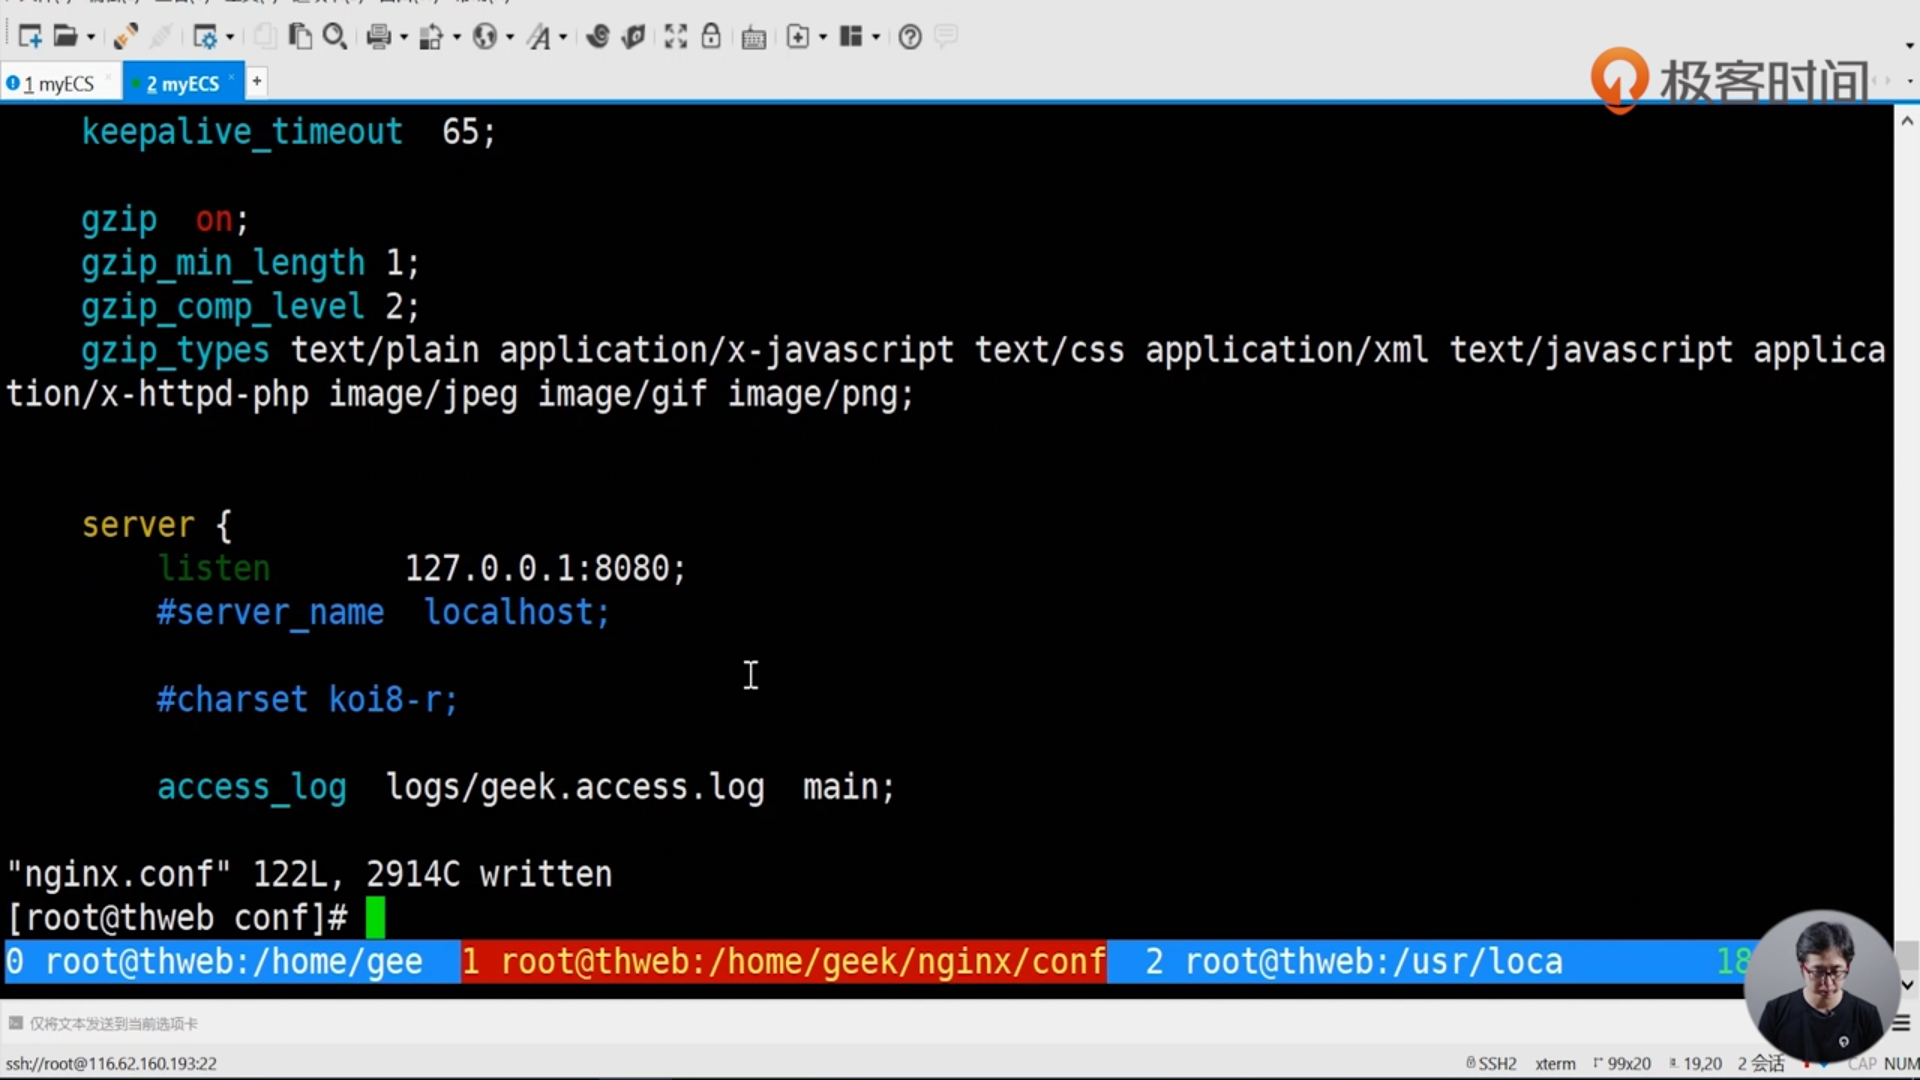 1 myECS
2 myECS
极客时间
keepalive_timeout  65;
gzip  on;
gzip_min_length 1;
gzip_comp_level 2;
gzip_types text/plain application/x-javascript text/css application/xml text/javascript applica
tion/x-httpd-php image/jpeg image/gif image/png;
server {
listen       127.0.0.1:8080;
#server_name  localhost;
#charset koi8-r;
access_log  logs/geek.access.log  main;
"nginx.conf" 122L, 2914C written
[root@thweb conf]#
0 root@thweb:/home/gee  1 root@thweb:/home/geek/nginx/conf  2 root@thweb:/usr/loca  18
仅将文本发送到当前选项卡
ssh://root@116.62.160.193:22  SSH2  xterm  99x20  19,20  2 会话  CAP  NUM